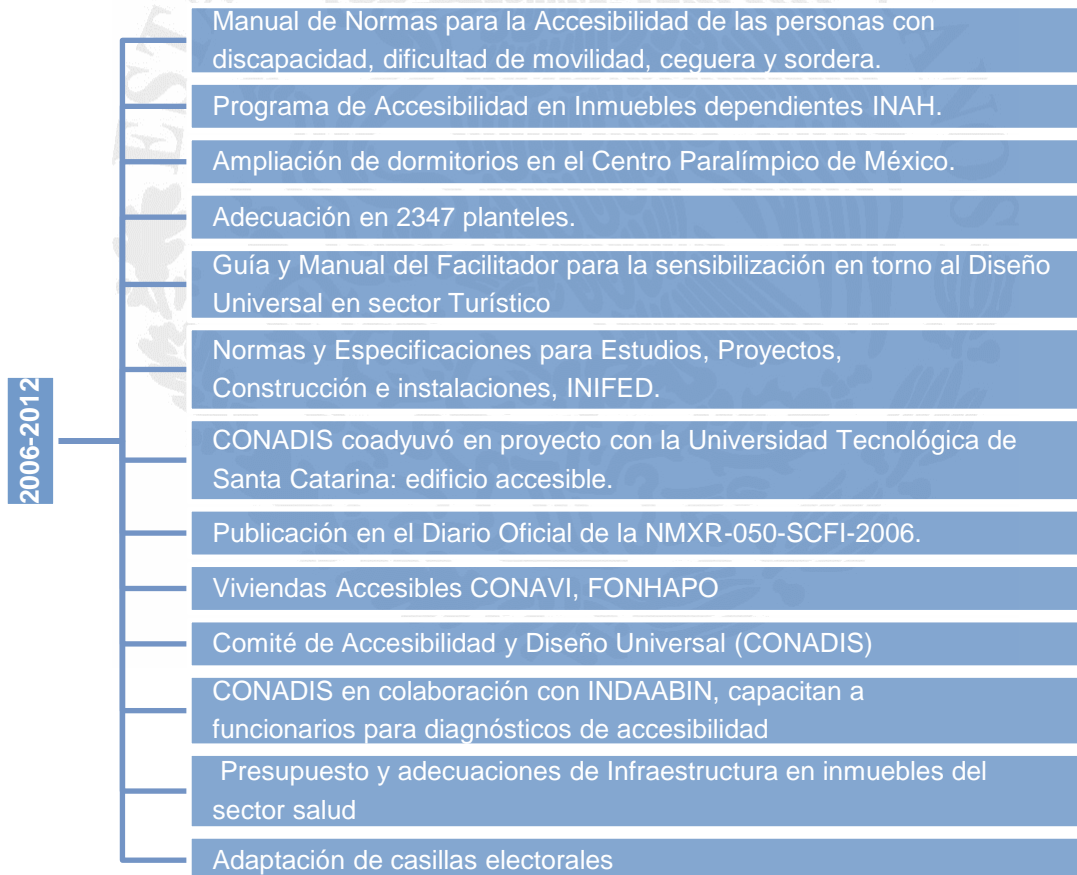 Manual de Normas para la Accesibilidad de las personas con
discapacidad, dificultad de movilidad, ceguera y sordera.
Programa de Accesibilidad en Inmuebles dependientes INAH.
Ampliación de dormitorios en el Centro Paralímpico de México.
Adecuación en 2347 planteles.
Guía y Manual del Facilitador para la sensibilización en torno al Diseño
Universal en sector Turístico
Normas y Especificaciones para Estudios, Proyectos,
Construcción e instalaciones, INIFED.
2006-2012
CONADIS coadyuvó en proyecto con la Universidad Tecnológica de
Santa Catarina: edificio accesible.
Publicación en el Diario Oficial de la NMXR-050-SCFI-2006.
Viviendas Accesibles CONAVI, FONHAPO
Comité de Accesibilidad y Diseño Universal (CONADIS)
CONADIS en colaboración con INDAABIN, capacitan a
funcionarios para diagnósticos de accesibilidad
Presupuesto y adecuaciones de Infraestructura en inmuebles del
sector salud
Adaptación de casillas electorales